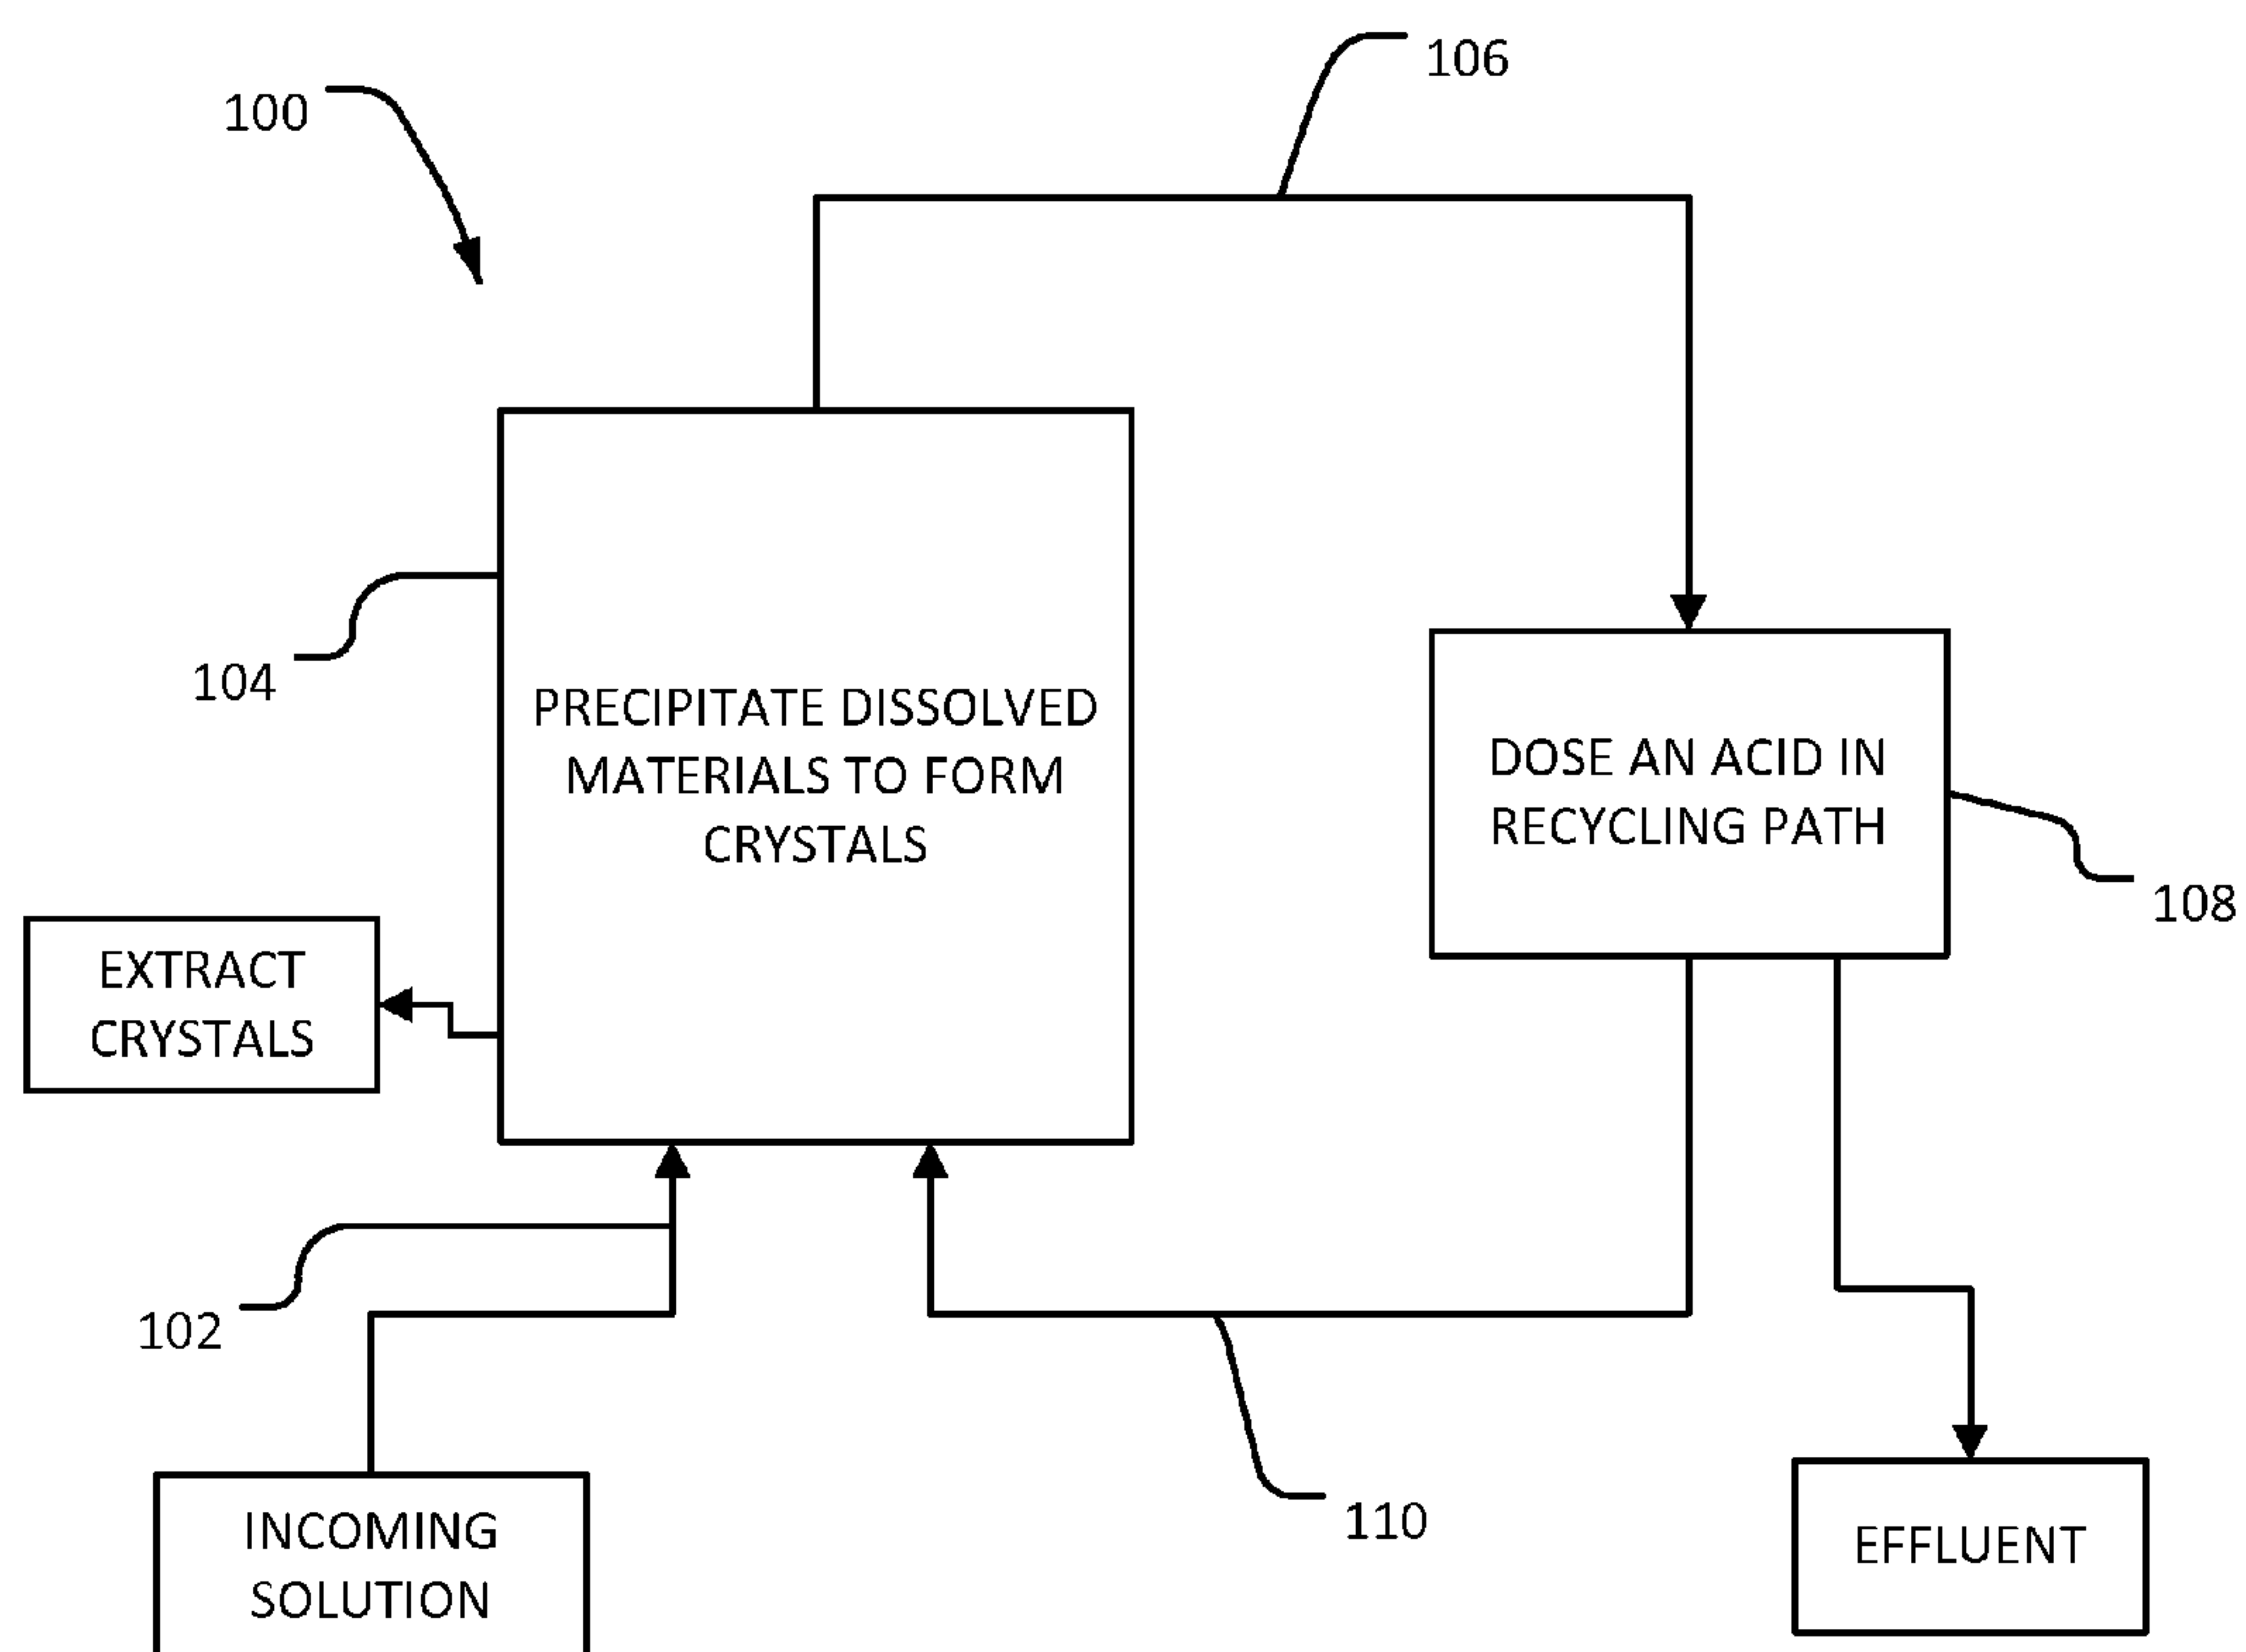 106
100
104
PRECIPITATE DISSOLVED
MATERIALS TO FORM
CRYSTALS
DOSE AN ACID IN
RECYCLING PATH
108
EXTRACT
CRYSTALS
102
110
INCOMING
SOLUTION
EFFLUENT